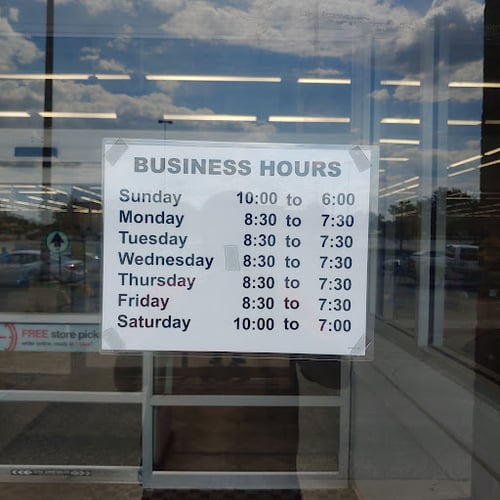 BUSINESS HOURS
Sunday 10:00 to 6:00
Monday 8:30 to 7:30
Tuesday 8:30 to 7:30
Wednesday 8:30 to 7:30
Thursday 8:30 to 7:30
Friday 8:30 to 7:30
Saturday 10:00 to 7:00
FREE store pick